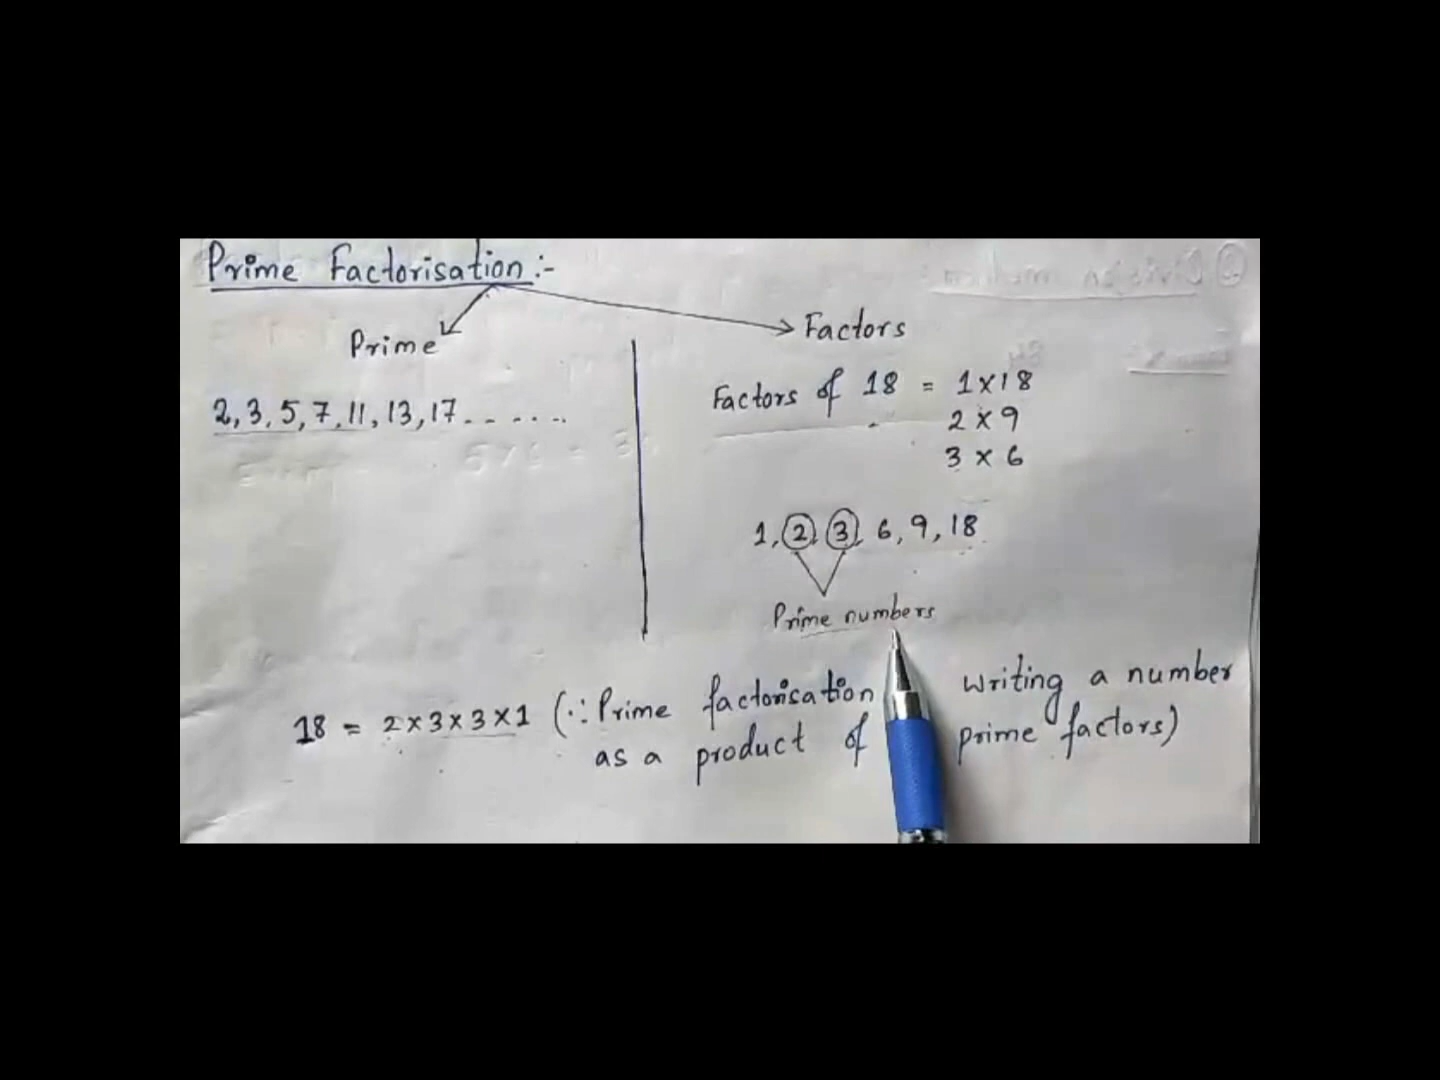 Prime Factorisation :-
Prime
Factors
2, 3, 5, 7, 11, 13, 17 - - . . . ..
Factors of 18 = 1 x 18
2 x 9
3 x 6
1, 2, 3, 6, 9, 18
Prime numbers
18 = 2 x 3 x 3 x 1 (∵ Prime factorisation writing a number
as a product of prime factors)